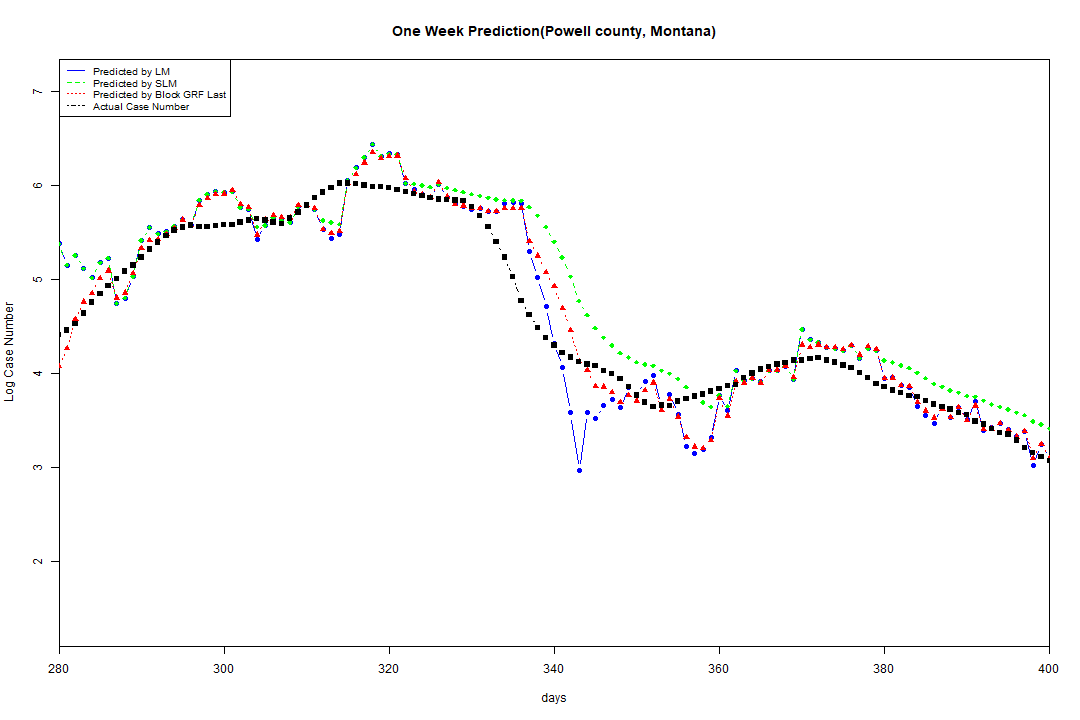 One Week Prediction(Powell county, Montana)
Predicted by LM
Predicted by SLM
Predicted by Block GRF Last
Actual Case Number
Log Case Number
7
6
5
4
3
2
280 300 320 340 360 380 400
days